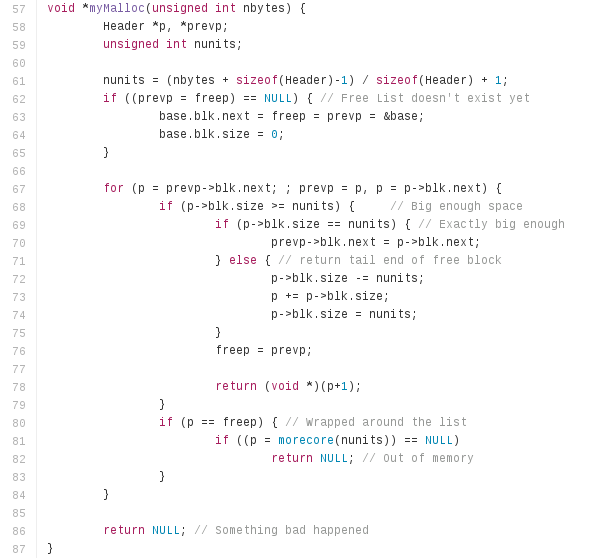 57 void *myMalloc(unsigned int nbytes) {
58         Header *p, *prevp;
59         unsigned int nunits;
60
61         nunits = (nbytes + sizeof(Header)-1) / sizeof(Header) + 1;
62         if ((prevp = freep) == NULL) { // Free List doesn't exist yet
63                 base.blk.next = freep = prevp = &base;
64                 base.blk.size = 0;
65         }
66
67         for (p = prevp->blk.next; ; prevp = p, p = p->blk.next) {
68                 if (p->blk.size >= nunits) {     // Big enough space
69                         if (p->blk.size == nunits) { // Exactly big enough
70                                 prevp->blk.next = p->blk.next;
71                         } else { // return tail end of free block
72                                 p->blk.size -= nunits;
73                                 p += p->blk.size;
74                                 p->blk.size = nunits;
75                         }
76                         freep = prevp;
77
78                         return (void *)(p+1);
79                 }
80                 if (p == freep) { // Wrapped around the list
81                         if ((p = morecore(nunits)) == NULL)
82                                 return NULL; // Out of memory
83                 }
84         }
85
86         return NULL; // Something bad happened
87 }